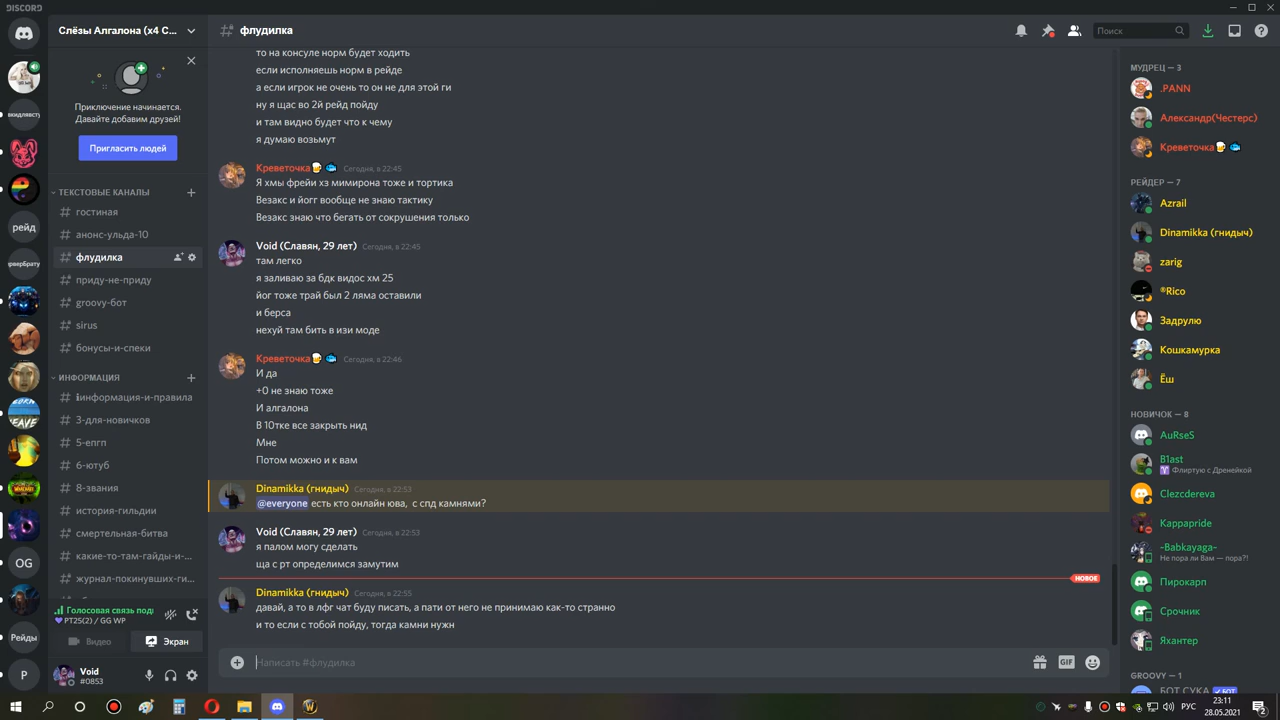 DISCORD
Слёзы Алгалона (x4 С...
флудилка
Поиск
Приключение начинается.
Давайте добавим друзей!
Пригласить людей
ТЕКСТОВЫЕ КАНАЛЫ
гостиная
анонс-ульда-10
флудилка
приду-не-приду
groovy-бот
sirus
бонусы-и-спеки
ИНФОРМАЦИЯ
информация-и-правила
3-для-новичков
5-епгп
6-ютуб
8-звания
история-гильдии
смертельная-битва
какие-то-там-гайды-и-...
журнал-покинувших-ги...
рейд
OG
Рейды
Р
Голосовая связь подк
PT25(2) / GG WP
Видео
Экран
Void
#0853
то на консуле норм будет ходить
если исполняешь норм в рейде
а если игрок не очень то он не для этой ги
ну я щас во 2й рейд пойду
и там видно будет что к чему
я думаю возьмут
Креветочка Сегодня, в 22:45
Я хмы фрейи хз мимирона тоже и тортика
Везакс и йогг вообще не знаю тактику
Везакс знаю что бегать от сокрушения только
Void (Славян, 29 лет) Сегодня, в 22:45
там легко
я заливаю за бдк видос хм 25
йог тоже трай был 2 ляма оставили
и берса
нехуй там бить в изи моде
Креветочка Сегодня, в 22:46
И да
+0 не знаю тоже
И алгалона
В 10тке все закрыть нид
Мне
Потом можно и к вам
Dinamikka (гнидыч) Сегодня, в 22:53
@everyone есть кто онлайн юва, с спд камнями?
Void (Славян, 29 лет) Сегодня, в 22:53
я палом могу сделать
ща с рт определимся замутим
НОВОЕ
Dinamikka (гнидыч) Сегодня, в 22:55
давай, а то в лфг чат буду писать, а пати от него не принимаю как-то странно
и то если с тобой пойду, тогда камни нужн
Написать #флудилка
GIF
МУДРЕЦ — 3
.PANN
Александр(Честерс)
Креветочка
РЕЙДЕР — 7
Azrail
Dinamikka (гнидыч)
zarig
®Rico
Задрулю
Кошкамурка
Ёш
НОВИЧОК — 8
AuRseS
B1ast
Флиртую с Дренейкой
Clezcdereva
Kappapride
~Babkayaga~
Не пора ли Вам — пора?!
Пирокарп
Срочник
Яхантер
GROOVY — 1
БОТ СУКА БОТ
РУС
23:11
28.05.2021
2